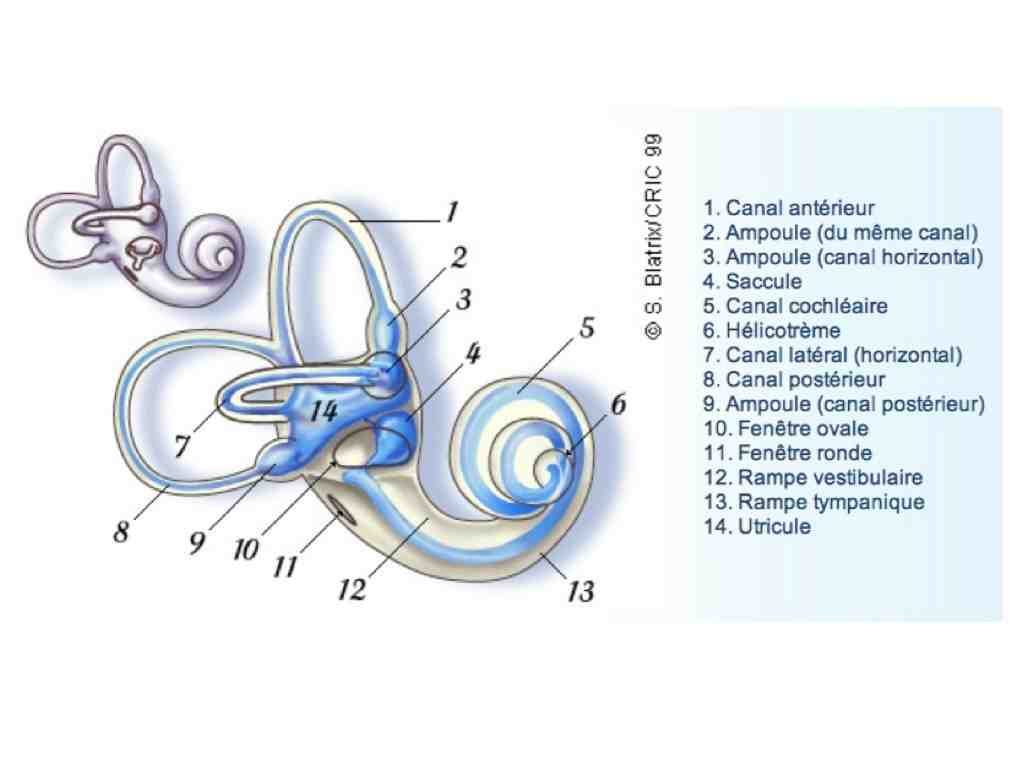 1
2
3
4
5
6
7
14
8
9
10
11
12
13
© S. Blatrix/CRIC 99
1. Canal antérieur
2. Ampoule (du même canal)
3. Ampoule (canal horizontal)
4. Saccule
5. Canal cochléaire
6. Hélicotrème
7. Canal latéral (horizontal)
8. Canal postérieur
9. Ampoule (canal postérieur)
10. Fenêtre ovale
11. Fenêtre ronde
12. Rampe vestibulaire
13. Rampe tympanique
14. Utricule